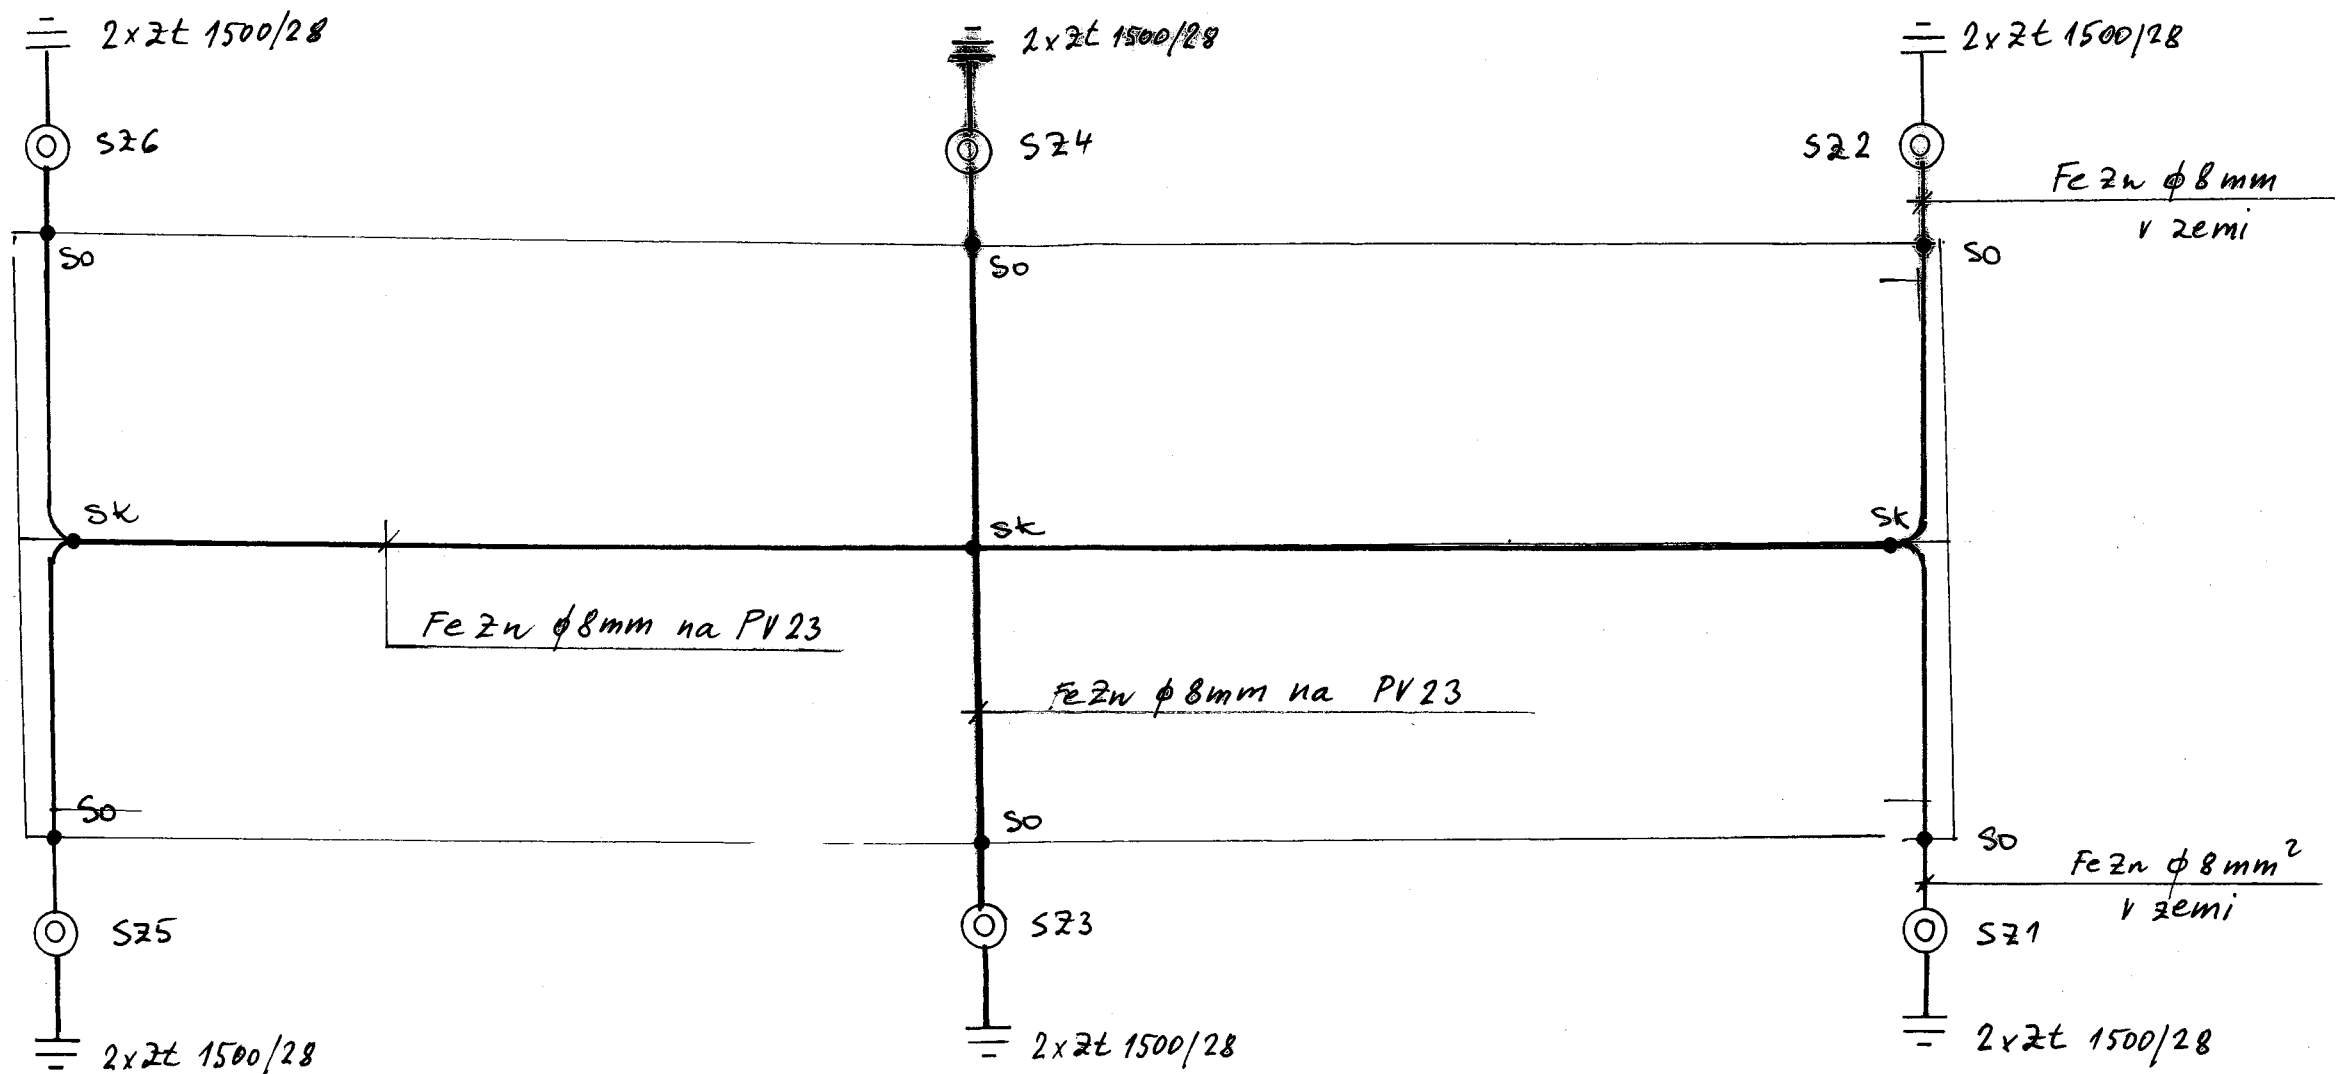 2xZt 1500/28
2xZt 1500/28
2xZt 1500/28
SZ6
SZ4
SZ2
FeZn ϕ8mm
v zemi
So
So
So
SK
SK
SK
FeZn ϕ8mm na PV23
FeZn ϕ8mm na PV23
So
So
So
FeZn ϕ8mm²
v zemi
SZ5
SZ3
SZ1
2xZt 1500/28
2xZt 1500/28
2xZt 1500/28